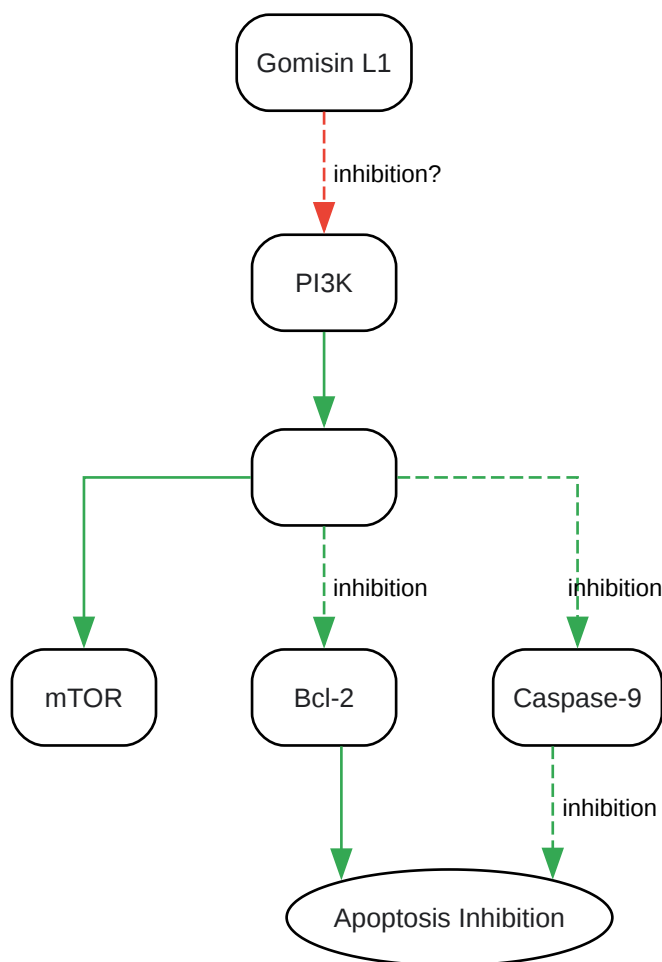 Gomisin L1
inhibition?
PI3K
inhibition
inhibition
mTOR
Bcl-2
Caspase-9
inhibition
Apoptosis Inhibition